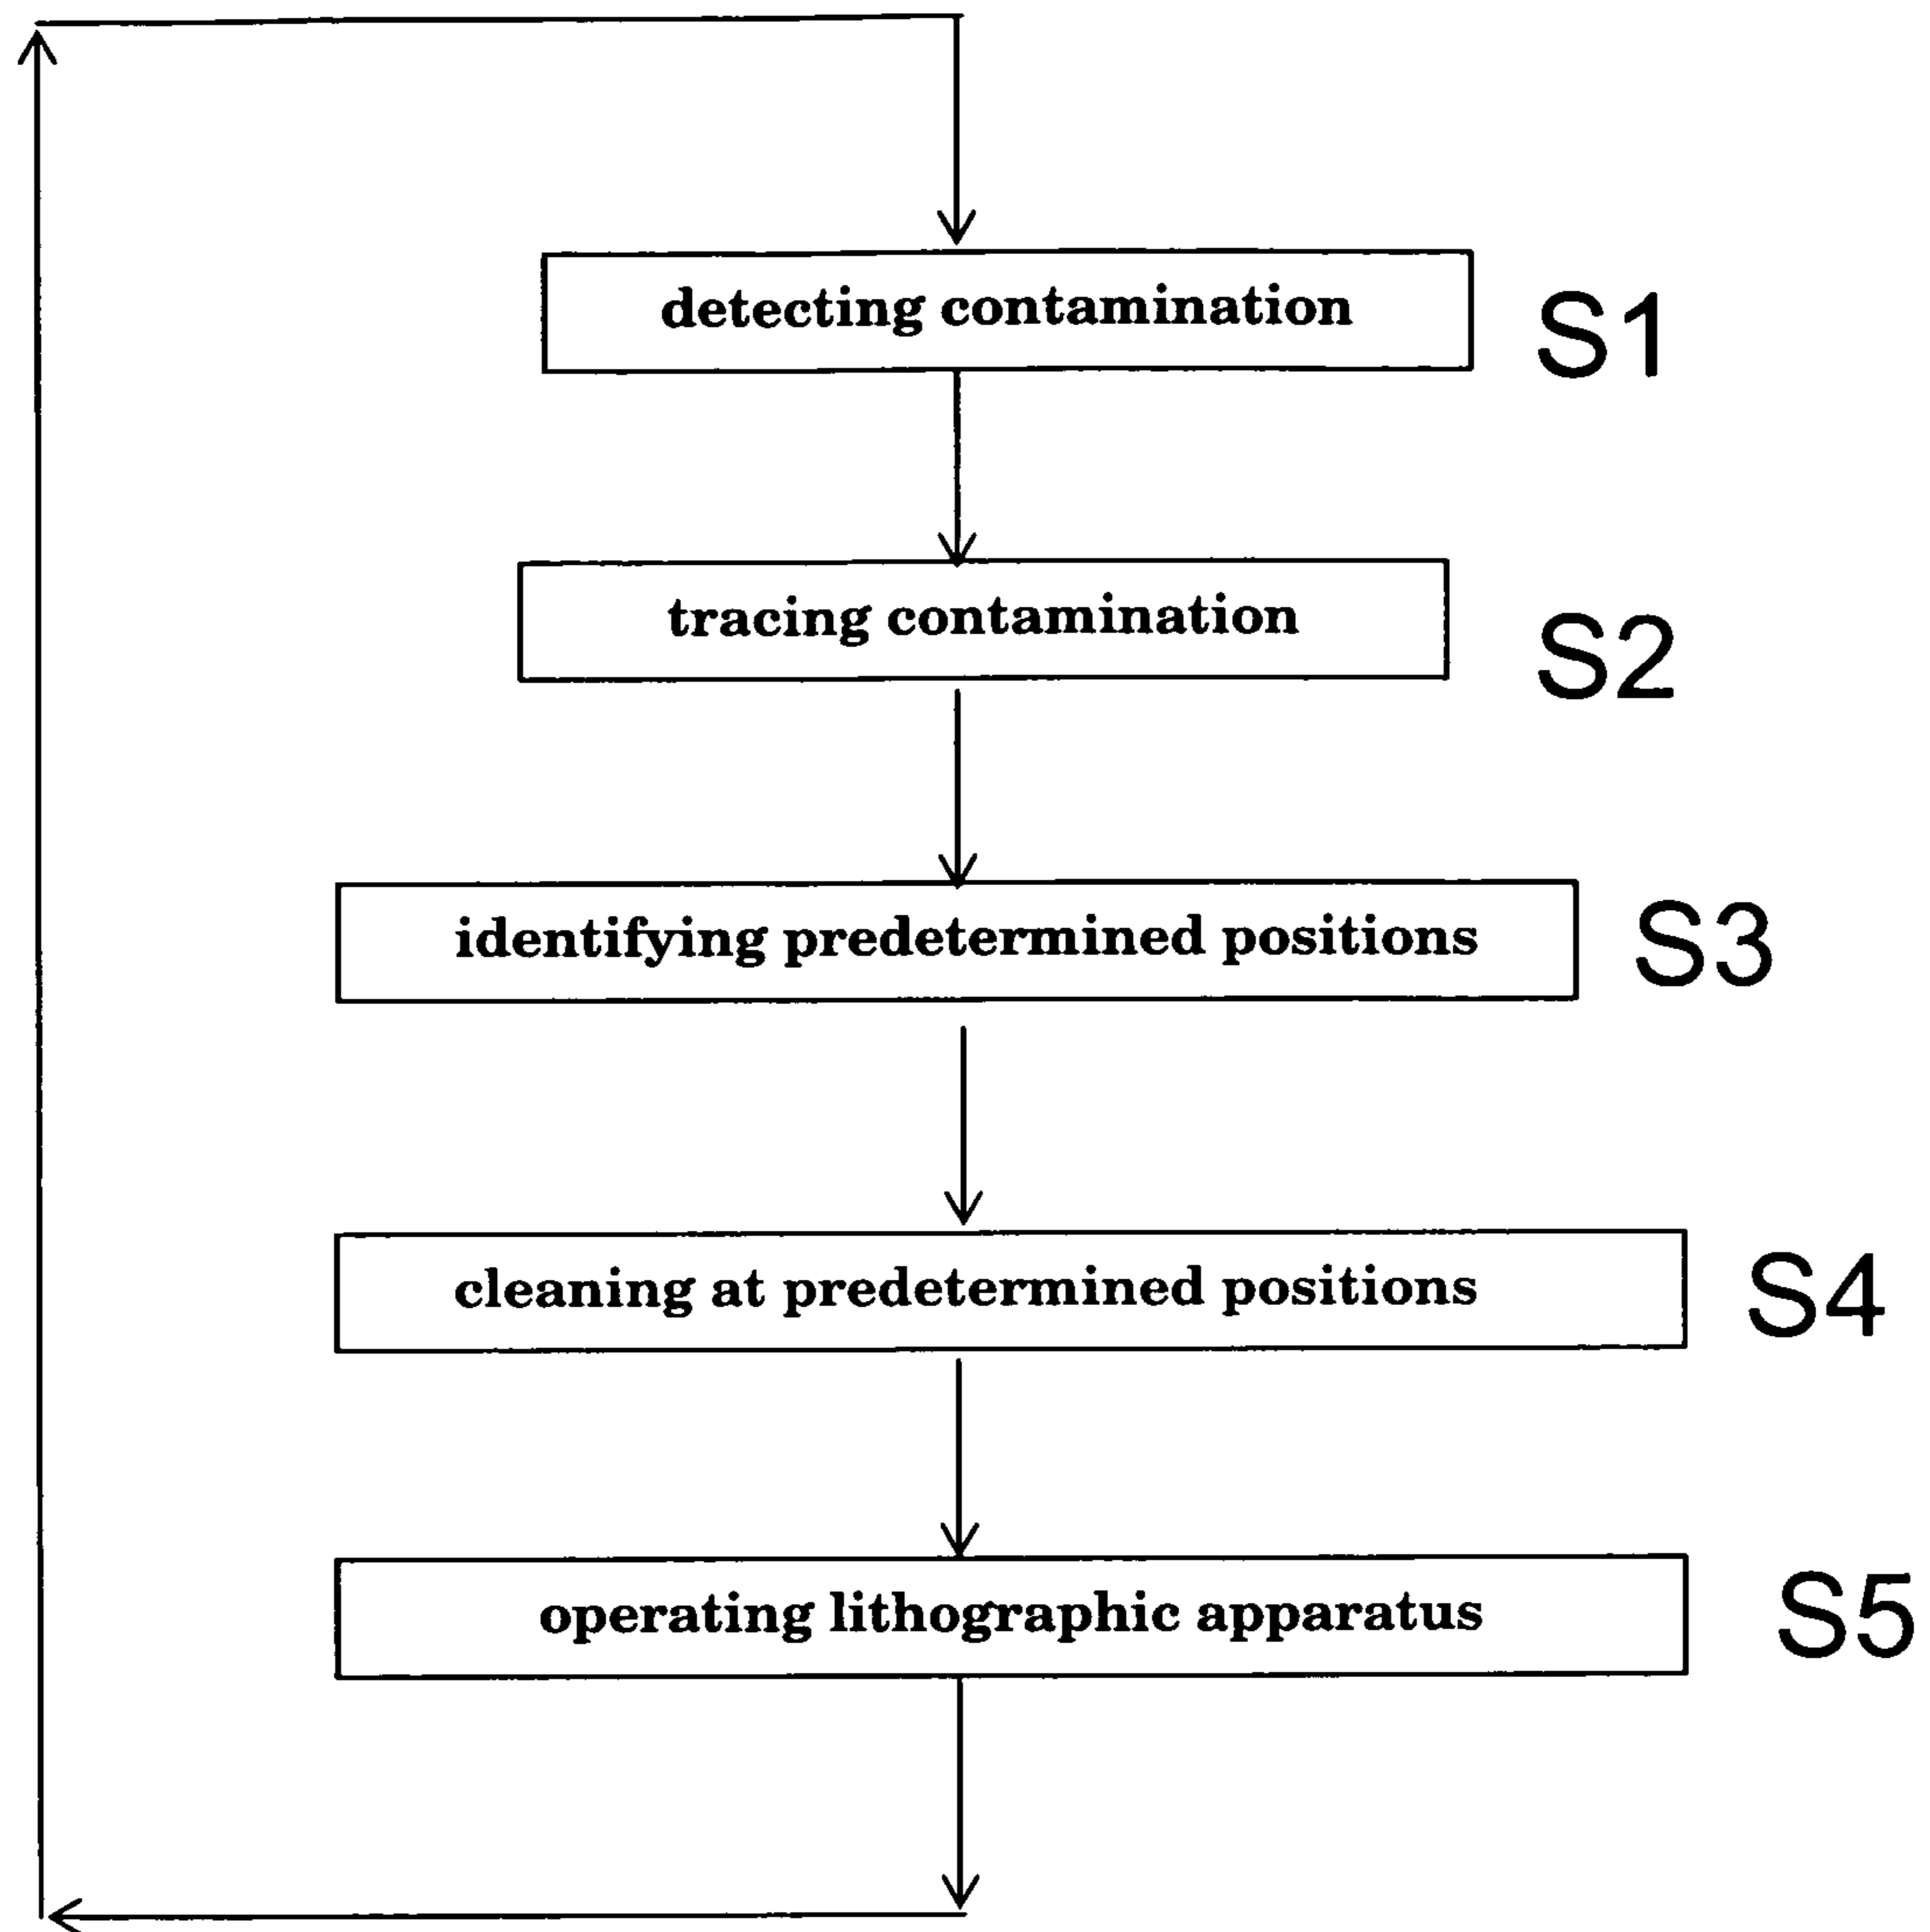 detecting contamination
S1
tracing contamination
S2
identifying predetermined positions
S3
cleaning at predetermined positions
S4
operating lithographic apparatus
S5